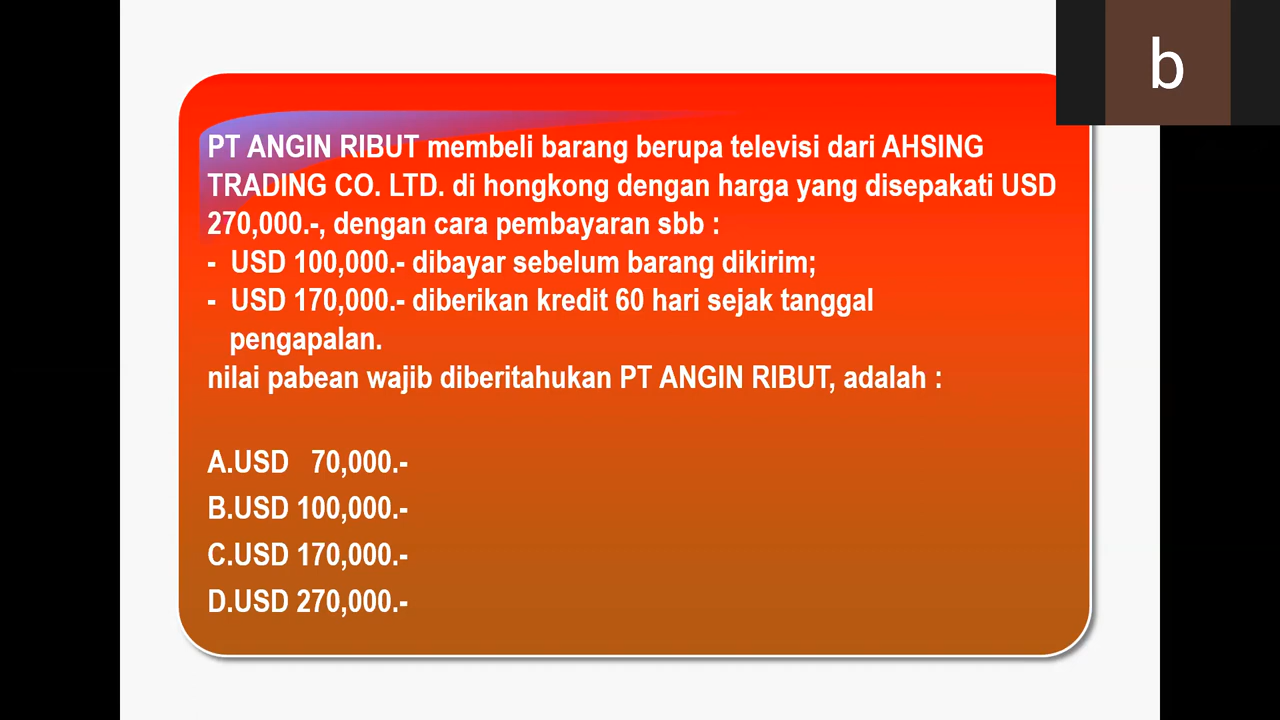 b
PT ANGIN RIBUT membeli barang berupa televisi dari AHSING
TRADING CO. LTD. di hongkong dengan harga yang disepakati USD
270,000.-, dengan cara pembayaran sbb :
- USD 100,000.- dibayar sebelum barang dikirim;
- USD 170,000.- diberikan kredit 60 hari sejak tanggal
pengapalan.
nilai pabean wajib diberitahukan PT ANGIN RIBUT, adalah :
A.USD 70,000.-
B.USD 100,000.-
C.USD 170,000.-
D.USD 270,000.-